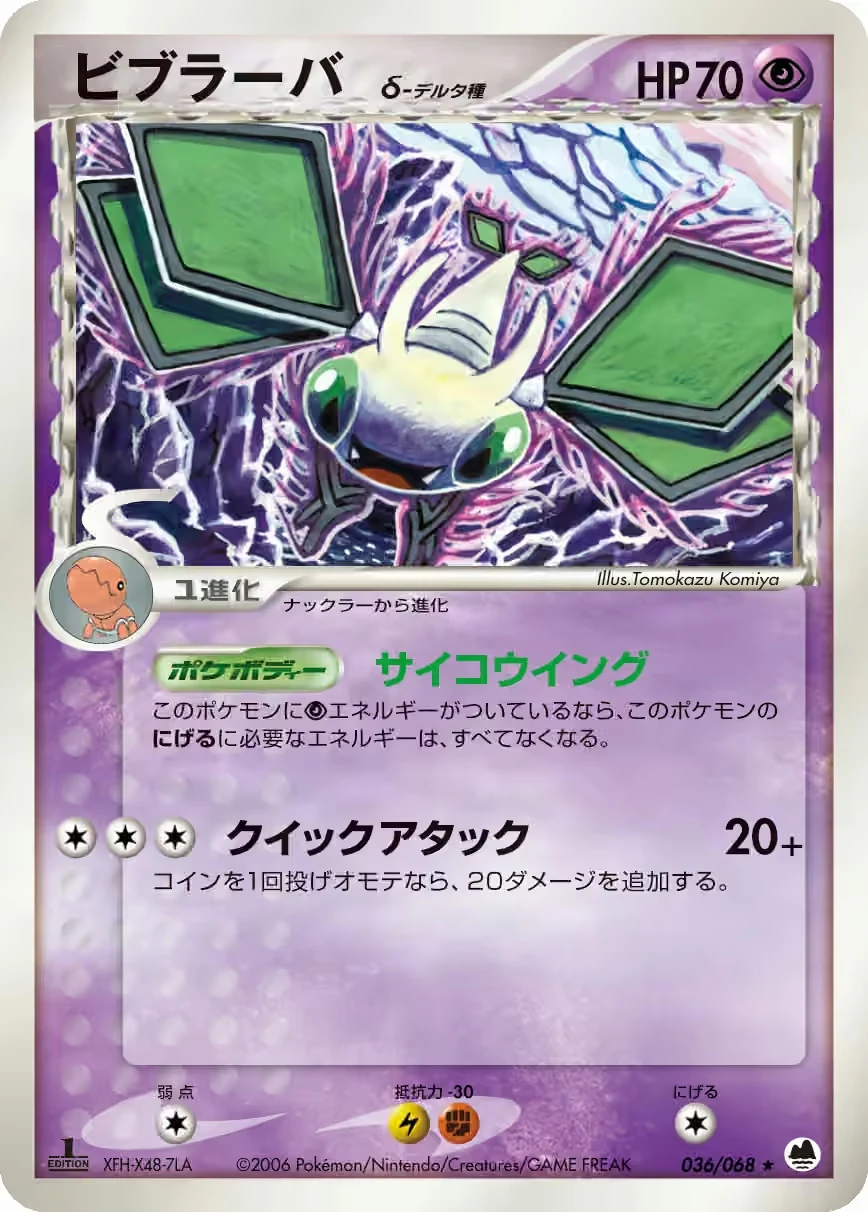 ビブラーバ δ-デルタ種 HP70
Illus.Tomokazu Komiya
1進化 ナックラーから進化
ポケボディー サイコウイング
このポケモンにエネルギーがついているなら、このポケモンの
にげるに必要なエネルギーは、すべてなくなる。
クイックアタック 20+
コインを1回投げオモテなら、20ダメージを追加する。
弱点 抵抗力 -30 にげる
1 EDITION XFH-X48-7LA ©2006 Pokémon/Nintendo/Creatures/GAME FREAK 036/068 ★